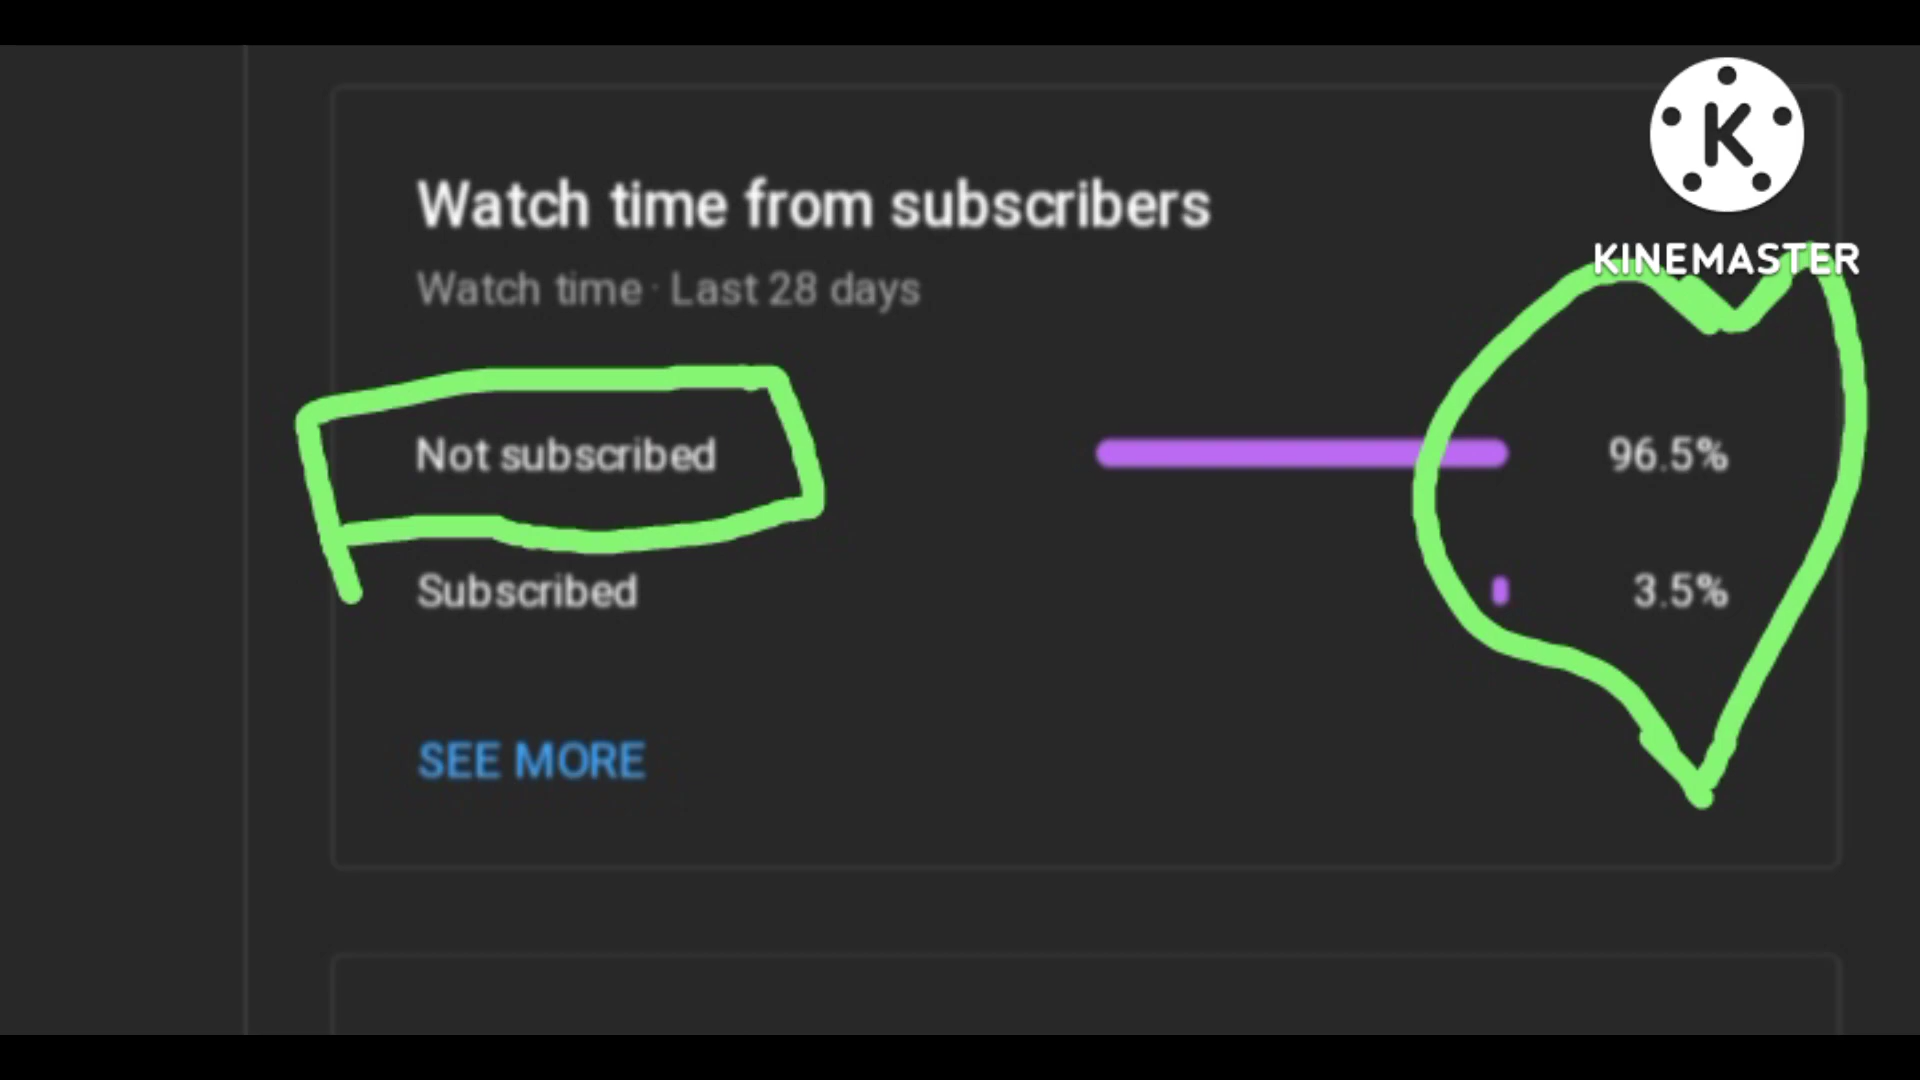 K
KINEMASTER
Watch time from subscribers
Watch time · Last 28 days
Not subscribed 96.5%
Subscribed 3.5%
SEE MORE